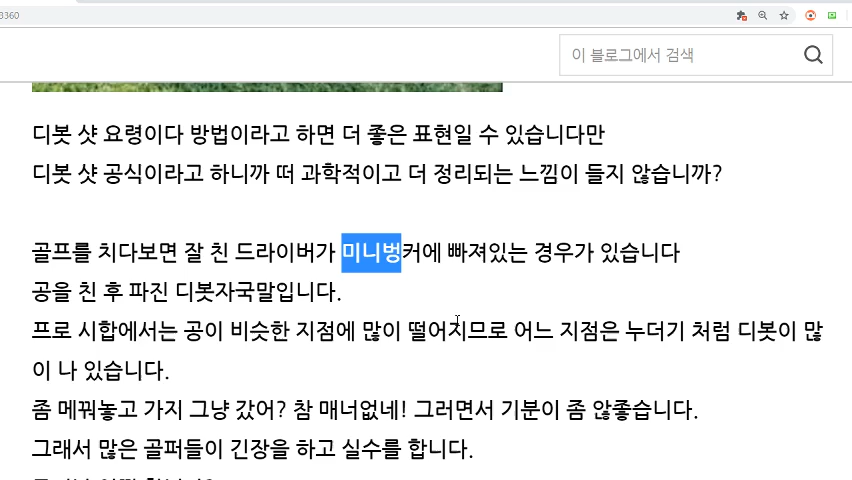 3360
이 블로그에서 검색
디봇 샷 요령이다 방법이라고 하면 더 좋은 표현일 수 있습니다만
디봇 샷 공식이라고 하니까 떠 과학적이고 더 정리되는 느낌이 들지 않습니까?
골프를 치다보면 잘 친 드라이버가 미니벙커에 빠져있는 경우가 있습니다
공을 친 후 파진 디봇자국말입니다.
프로 시합에서는 공이 비슷한 지점에 많이 떨어지므로 어느 지점은 누더기 처럼 디봇이 많
이 나 있습니다.
좀 메꿔놓고 가지 그냥 갔어? 참 매너없네! 그러면서 기분이 좀 않좋습니다.
그래서 많은 골퍼들이 긴장을 하고 실수를 합니다.